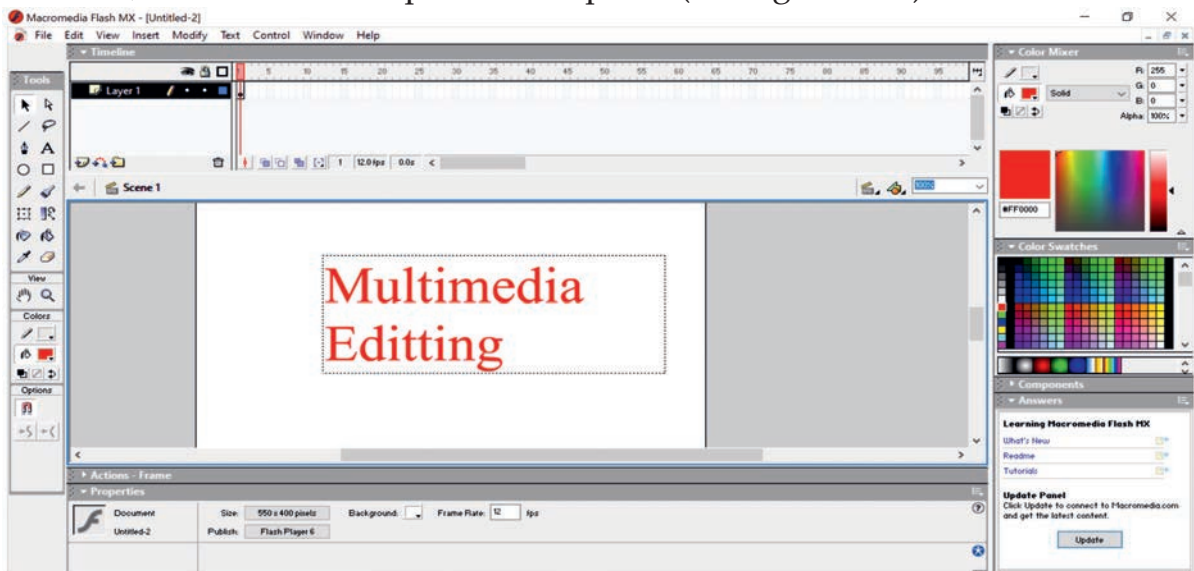 Macromedia Flash MX - [Untitled-2]
File Edit View Insert Modify Text Control Window Help
Timeline
Color Mixer
Tools
1 5 10 15 20 25 30 35 40 45 50 55 60 65 70 75 80 85 90 95
Layer 1
R: 255
Solid
G: 0
B: 0
Alpha: 100%
1 12.0 fps 0.0s
Scene 1
100%
#FF0000
Color Swatches
Multimedia
Editting
View
Colors
Options
Components
Answers
Learning Macromedia Flash MX
What's New
Readme
Tutorials
Update Panel
Click Update to connect to Macromedia.com
and get the latest content.
Update
Actions - Frame
Properties
Document Size: 550 x 400 pixels Background: Frame Rate: 12 fps
Untitled-2 Publish: Flash Player 6